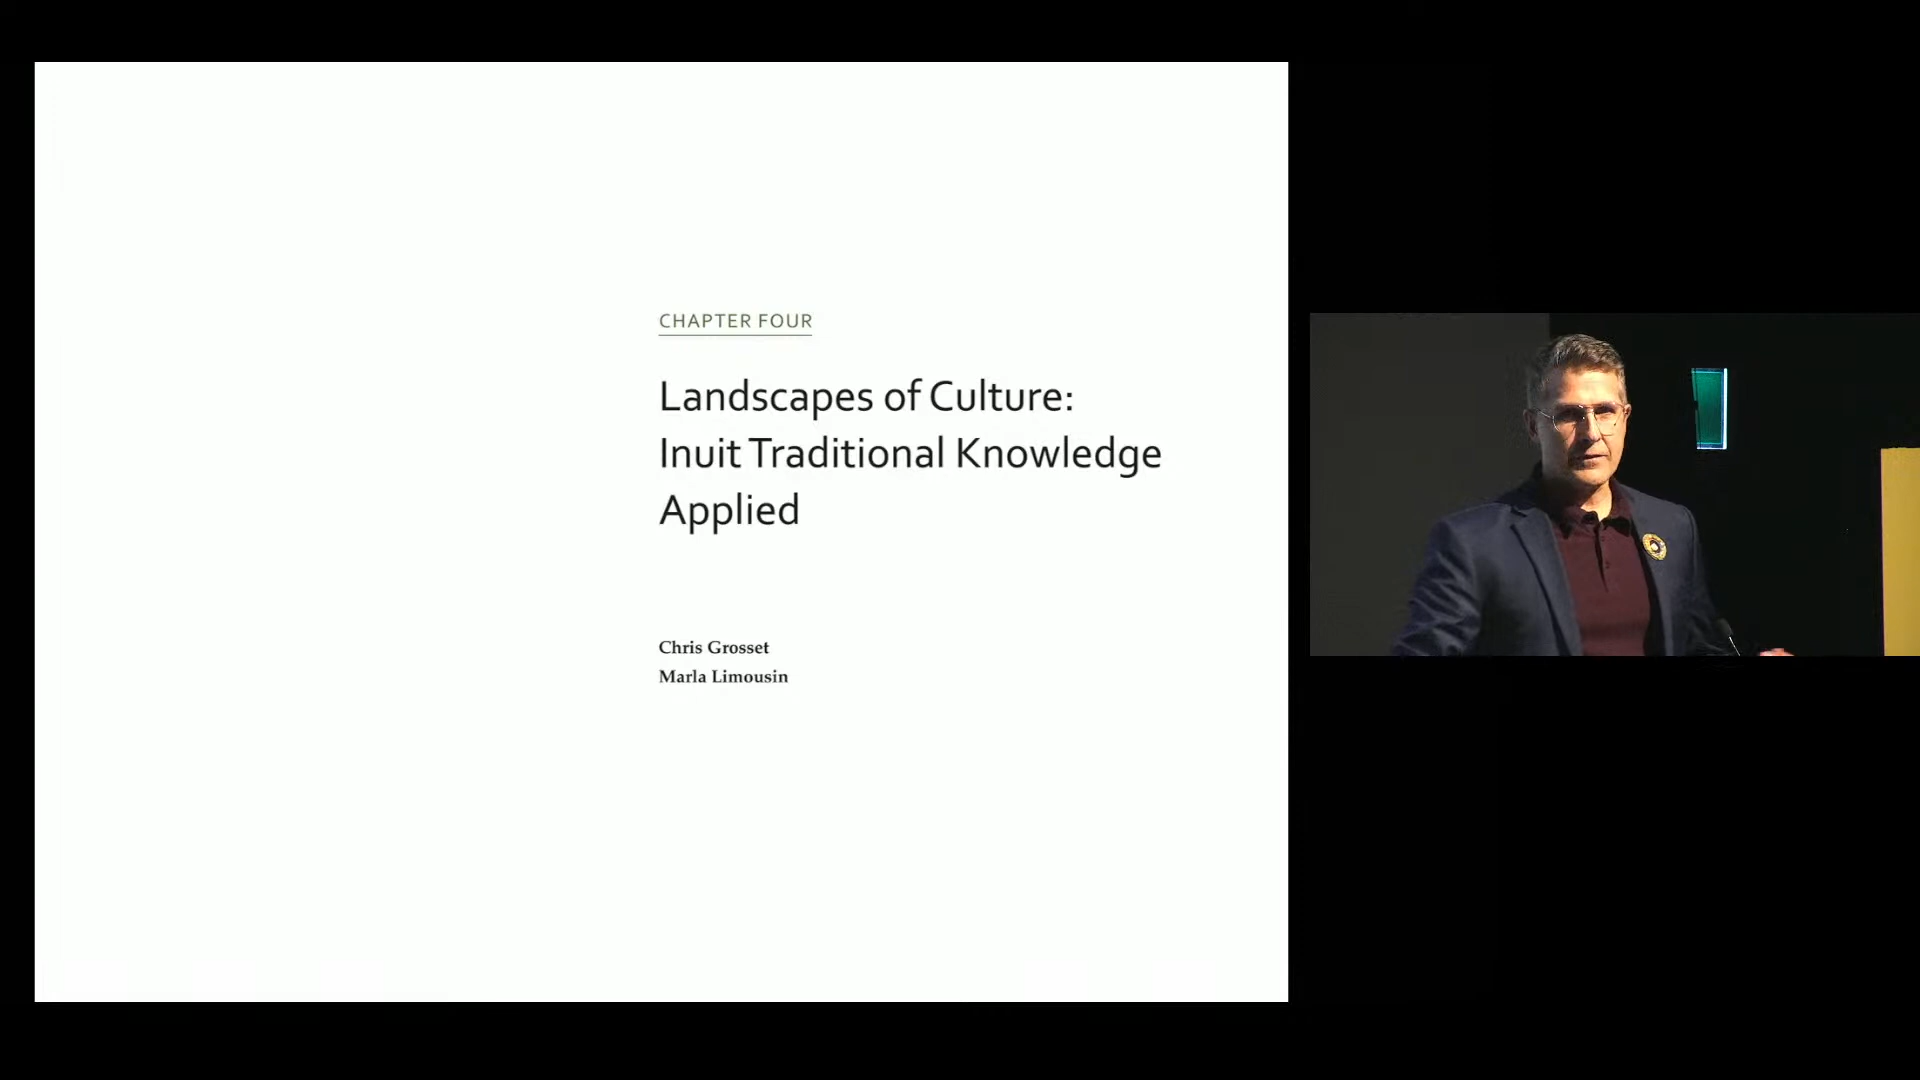 CHAPTER FOUR
Landscapes of Culture:
Inuit Traditional Knowledge
Applied
Chris Grosset
Marla Limousin